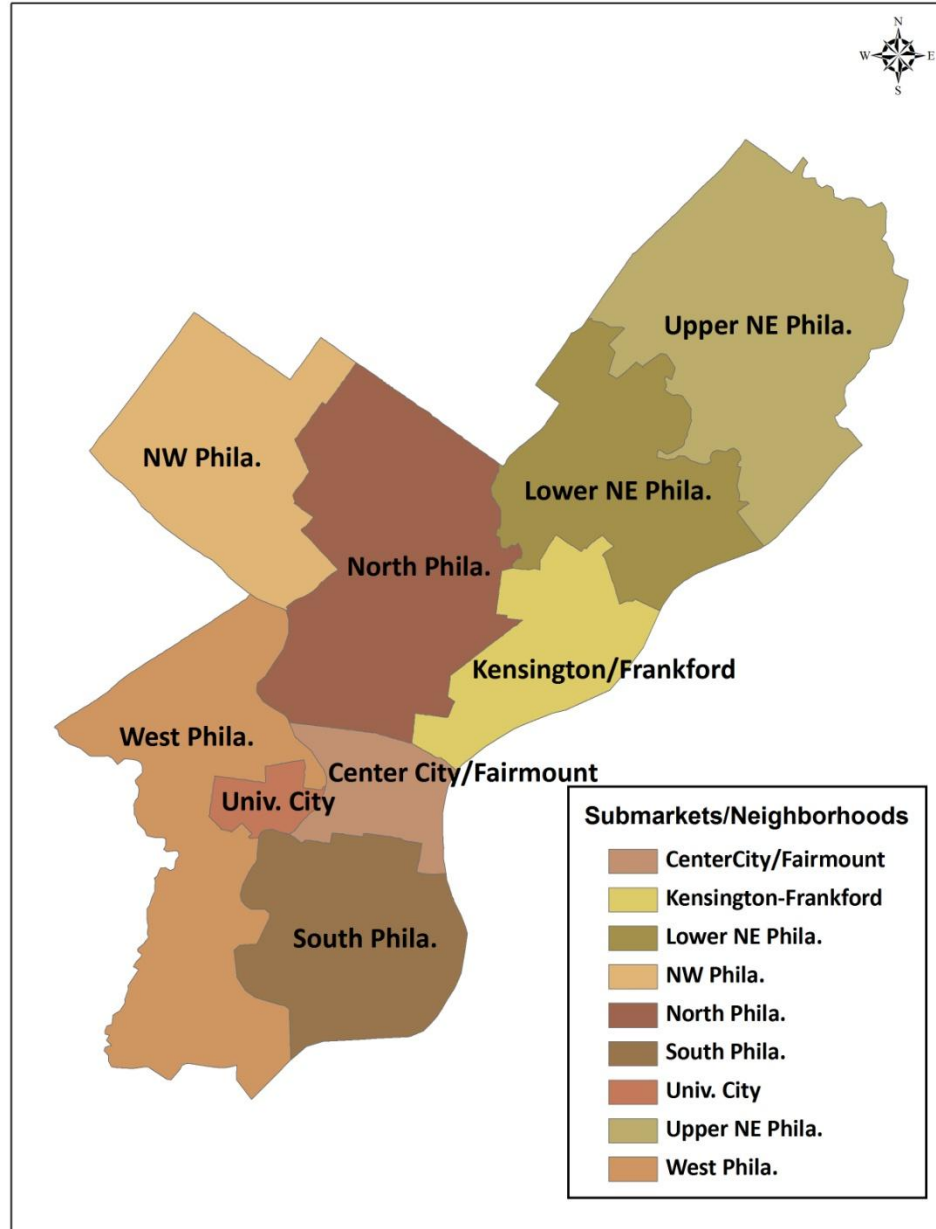 N
W E
S
Upper NE Phila.
NW Phila.
Lower NE Phila.
North Phila.
Kensington/Frankford
West Phila.
Center City/Fairmount
Univ. City
South Phila.
Submarkets/Neighborhoods
CenterCity/Fairmount
Kensington-Frankford
Lower NE Phila.
NW Phila.
North Phila.
South Phila.
Univ. City
Upper NE Phila.
West Phila.